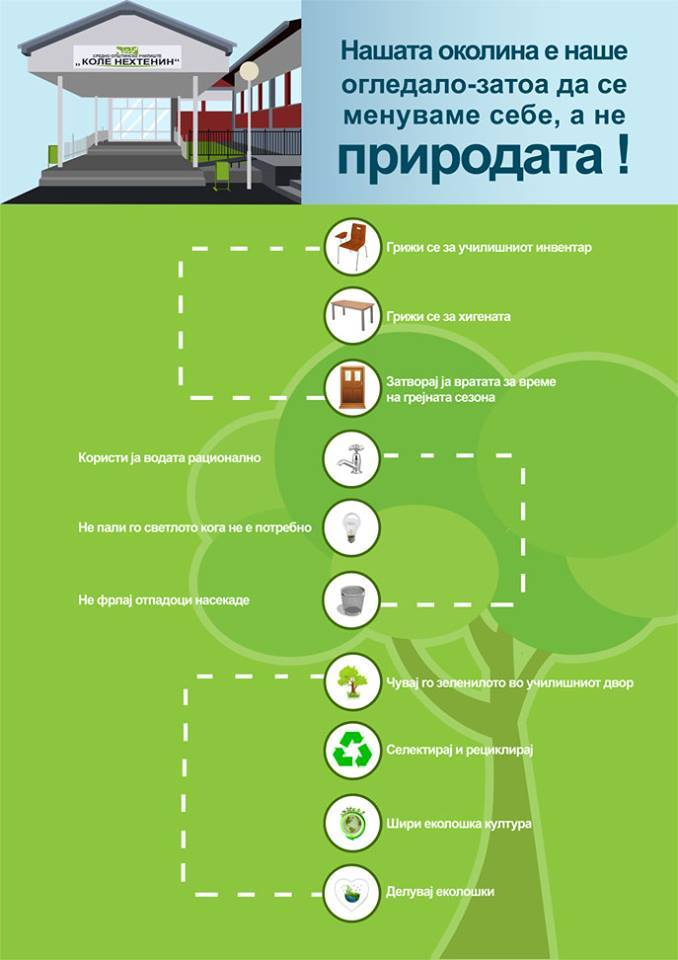 СРЕДНО ОПШТИНСКО УЧИЛИШТЕ
„КОЛЕ НЕХТЕНИН“
Нашата околина е наше
огледало-затоа да се
менуваме себе, а не
природата !
Грижи се за училишниот инвентар
Грижи се за хигената
Затворај ја вратата за време
на грејната сезона
Користи ја водата рационално
Не пали го светлото кога не е потребно
Не фрлај отпадоци насекаде
Чувај го зеленилото во училишниот двор
Селектирај и рециклирај
Шири еколошка култура
Делувај еколошки